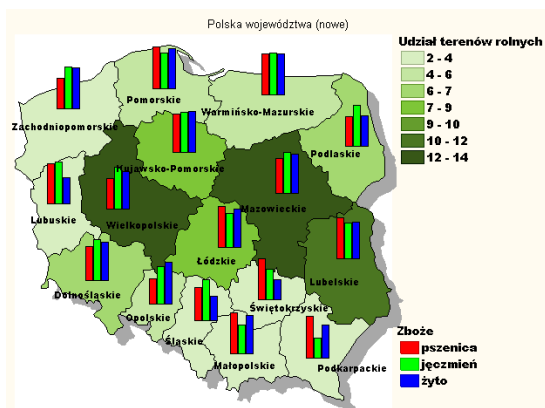 Polska województwa (nowe)
Udział terenów rolnych
2 - 4
4 - 6
6 - 7
7 - 9
9 - 10
10 - 12
12 - 14
Pomorskie
Warmińsko-Mazurskie
Zachodniopomorskie
Podlaskie
Kujawsko-Pomorskie
Lubuskie
Wielkopolskie
Mazowieckie
Łódzkie
Lubelskie
Dolnośląskie
Opolskie
Świętokrzyskie
Śląskie
Małopolskie
Podkarpackie
Zboże
pszenica
jęczmień
żyto